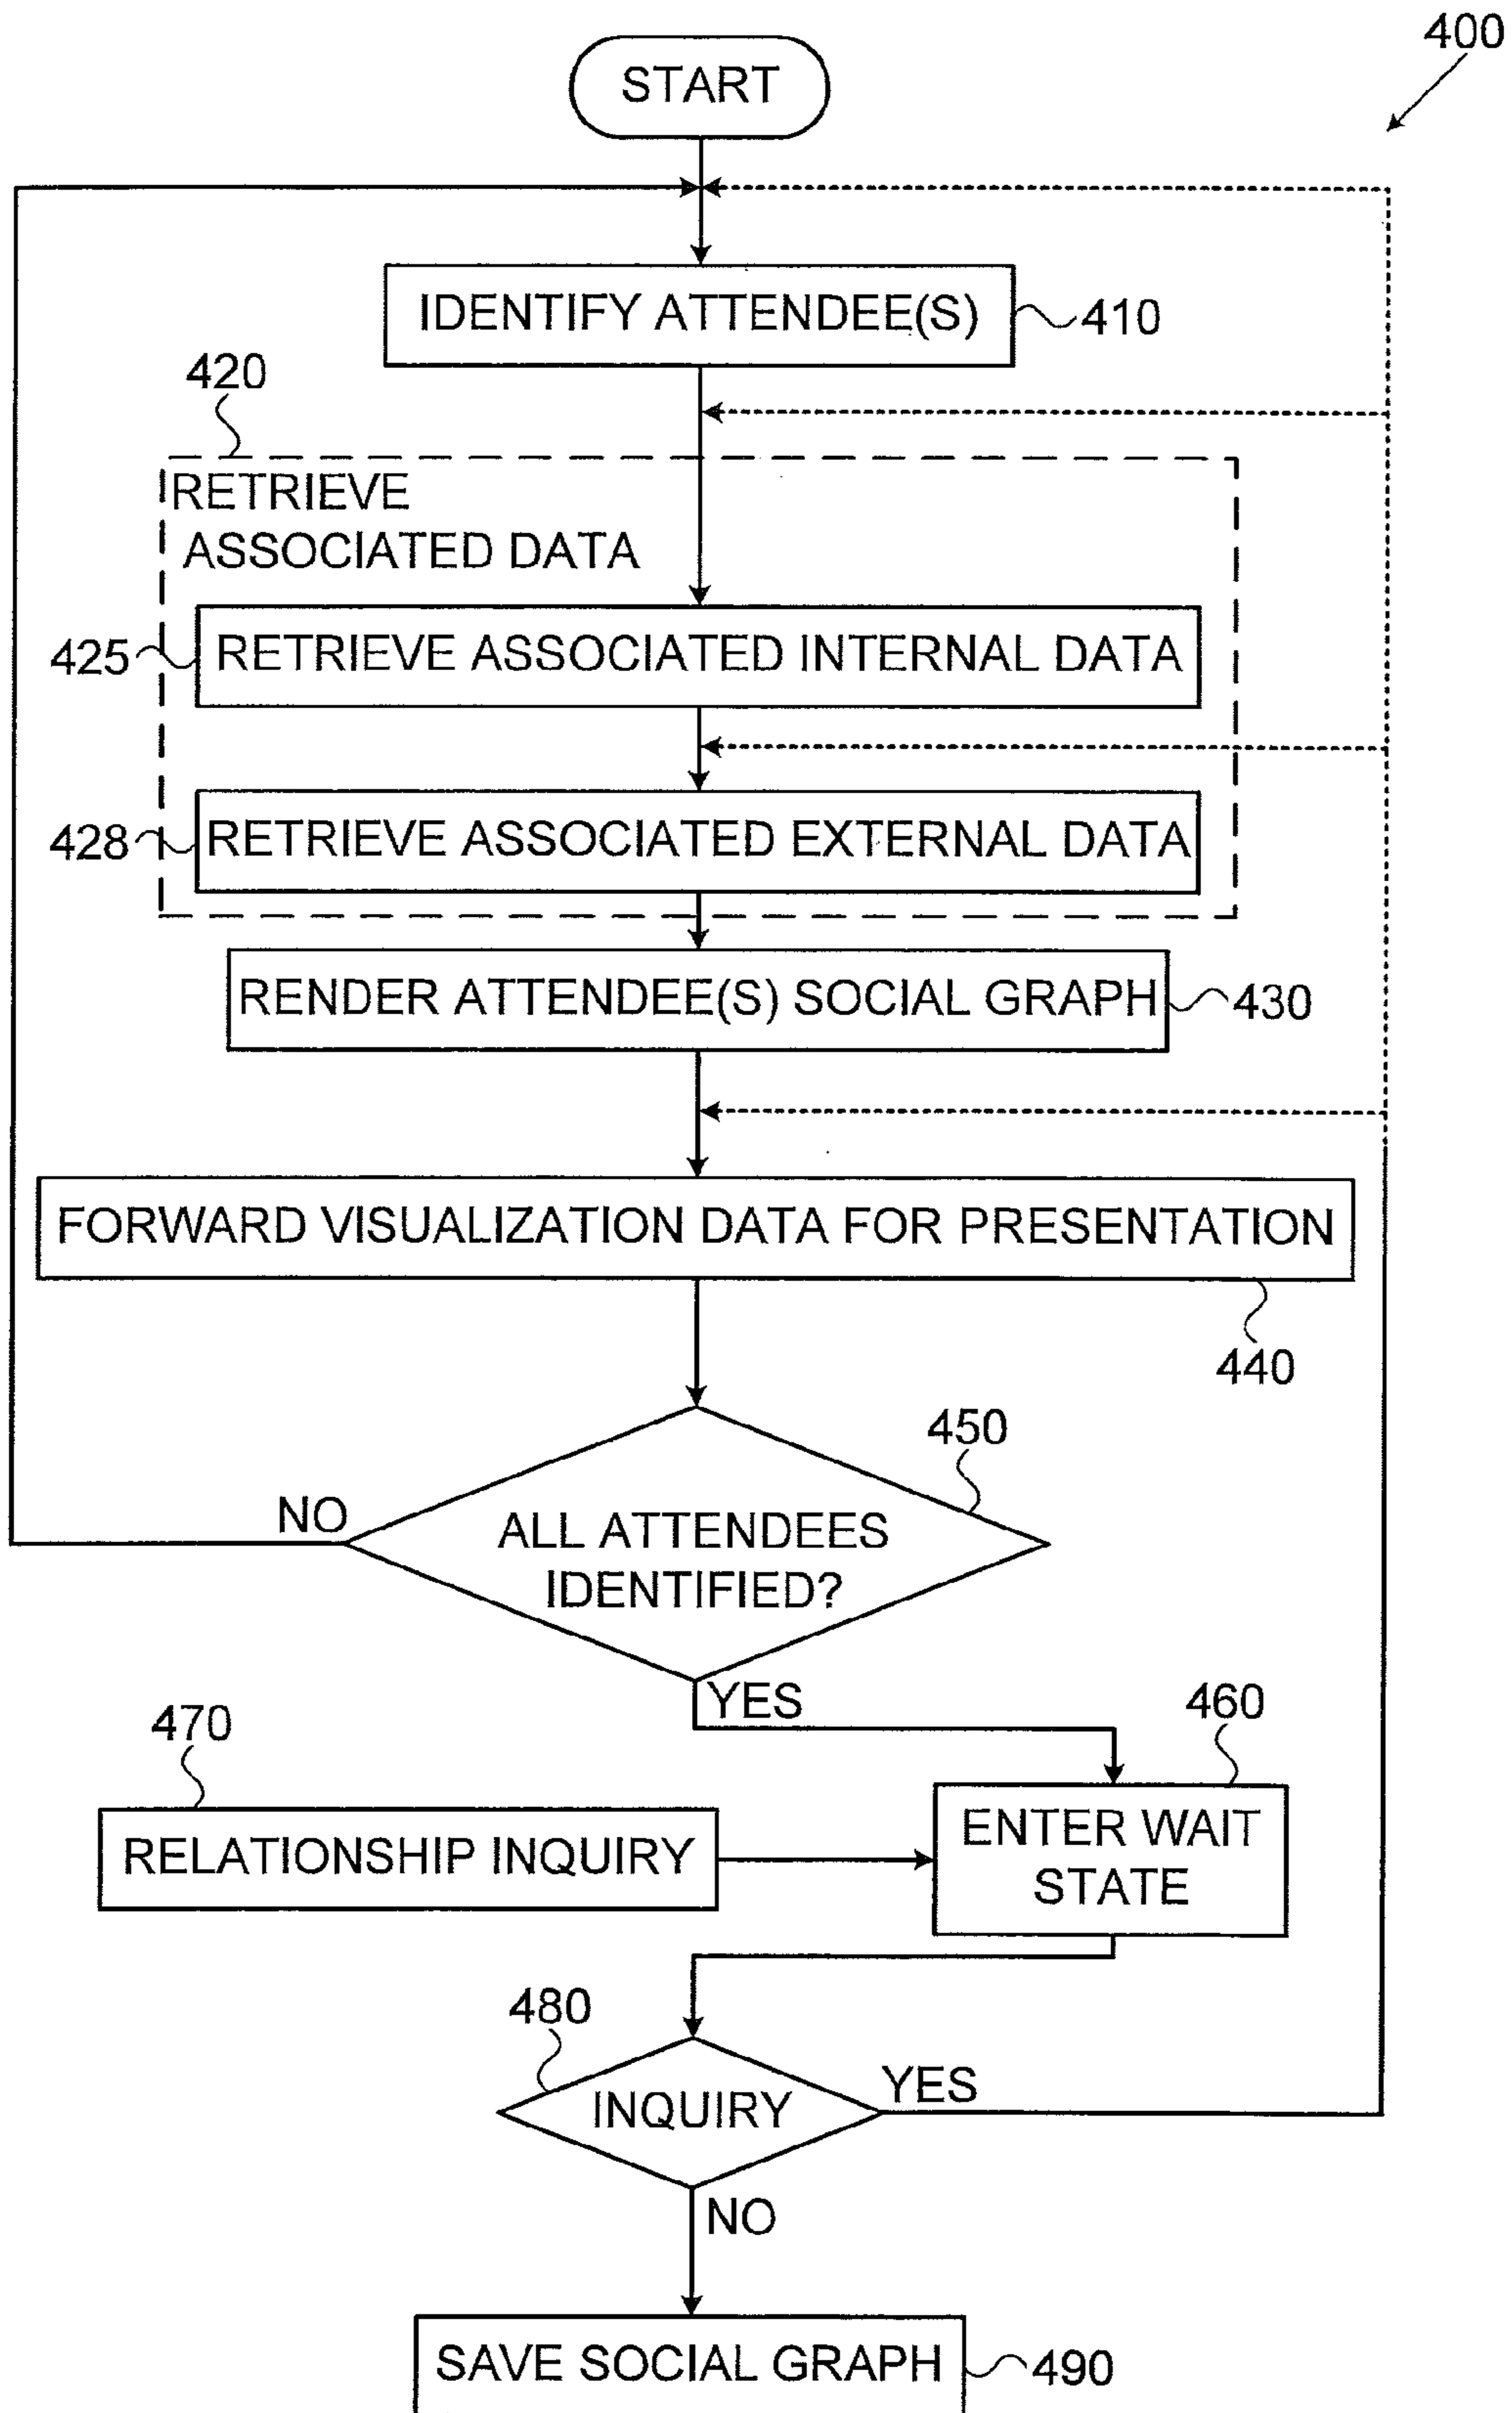 400
START
IDENTIFY ATTENDEE(S)
410
420
RETRIEVE
ASSOCIATED DATA
425
RETRIEVE ASSOCIATED INTERNAL DATA
428
RETRIEVE ASSOCIATED EXTERNAL DATA
RENDER ATTENDEE(S) SOCIAL GRAPH
430
FORWARD VISUALIZATION DATA FOR PRESENTATION
440
450
NO
ALL ATTENDEES
IDENTIFIED?
YES
460
470
RELATIONSHIP INQUIRY
ENTER WAIT
STATE
480
INQUIRY
YES
NO
SAVE SOCIAL GRAPH
490